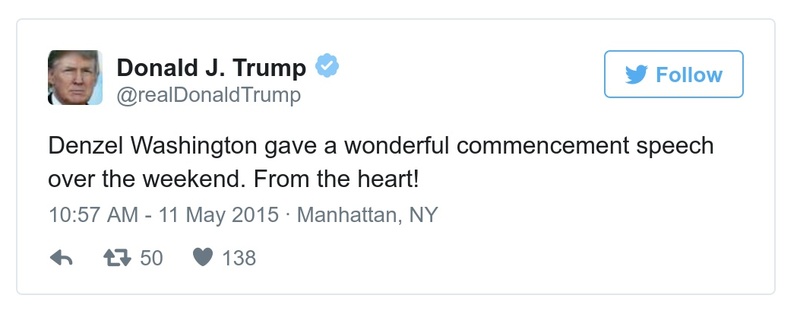 Donald J. Trump
@realDonaldTrump
Follow
Denzel Washington gave a wonderful commencement speech
over the weekend. From the heart!
10:57 AM - 11 May 2015 · Manhattan, NY
50 138